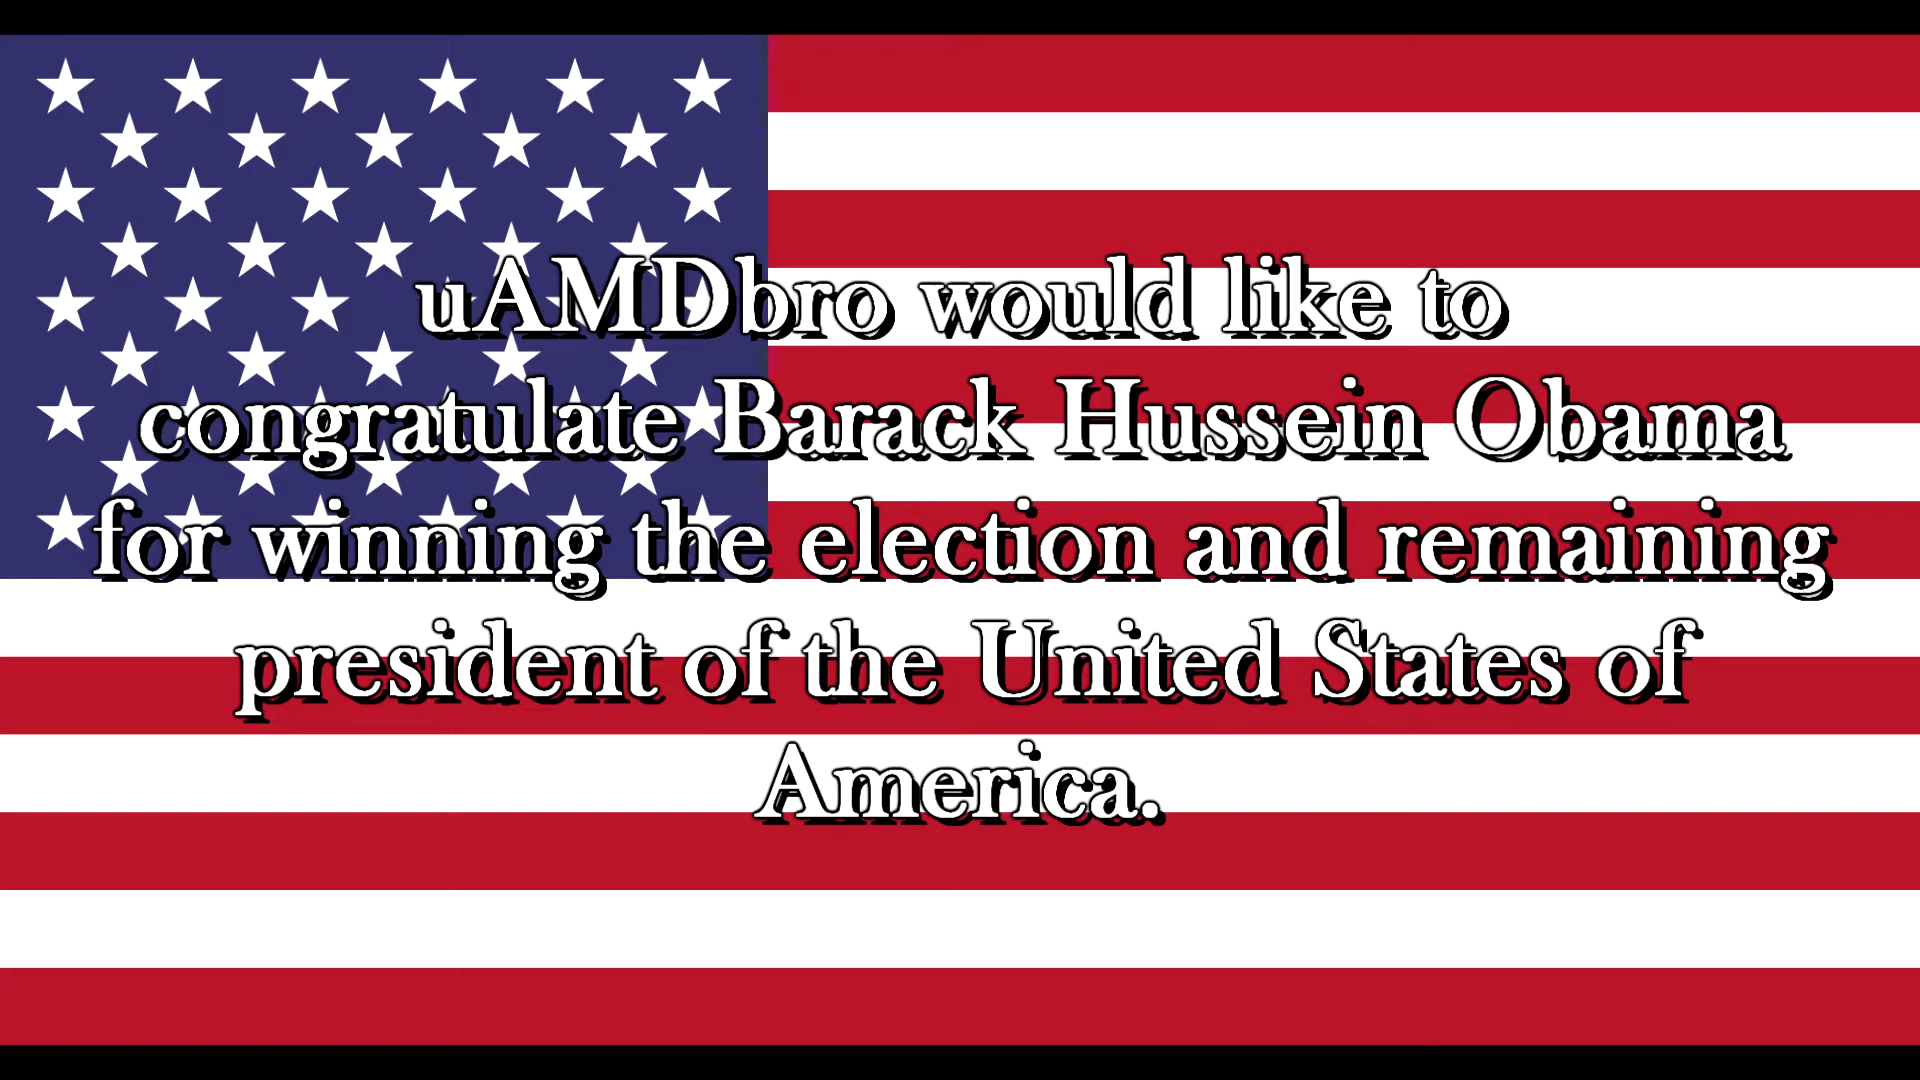 uAMDbro would like to
congratulate Barack Hussein Obama
for winning the election and remaining
president of the United States of
America.